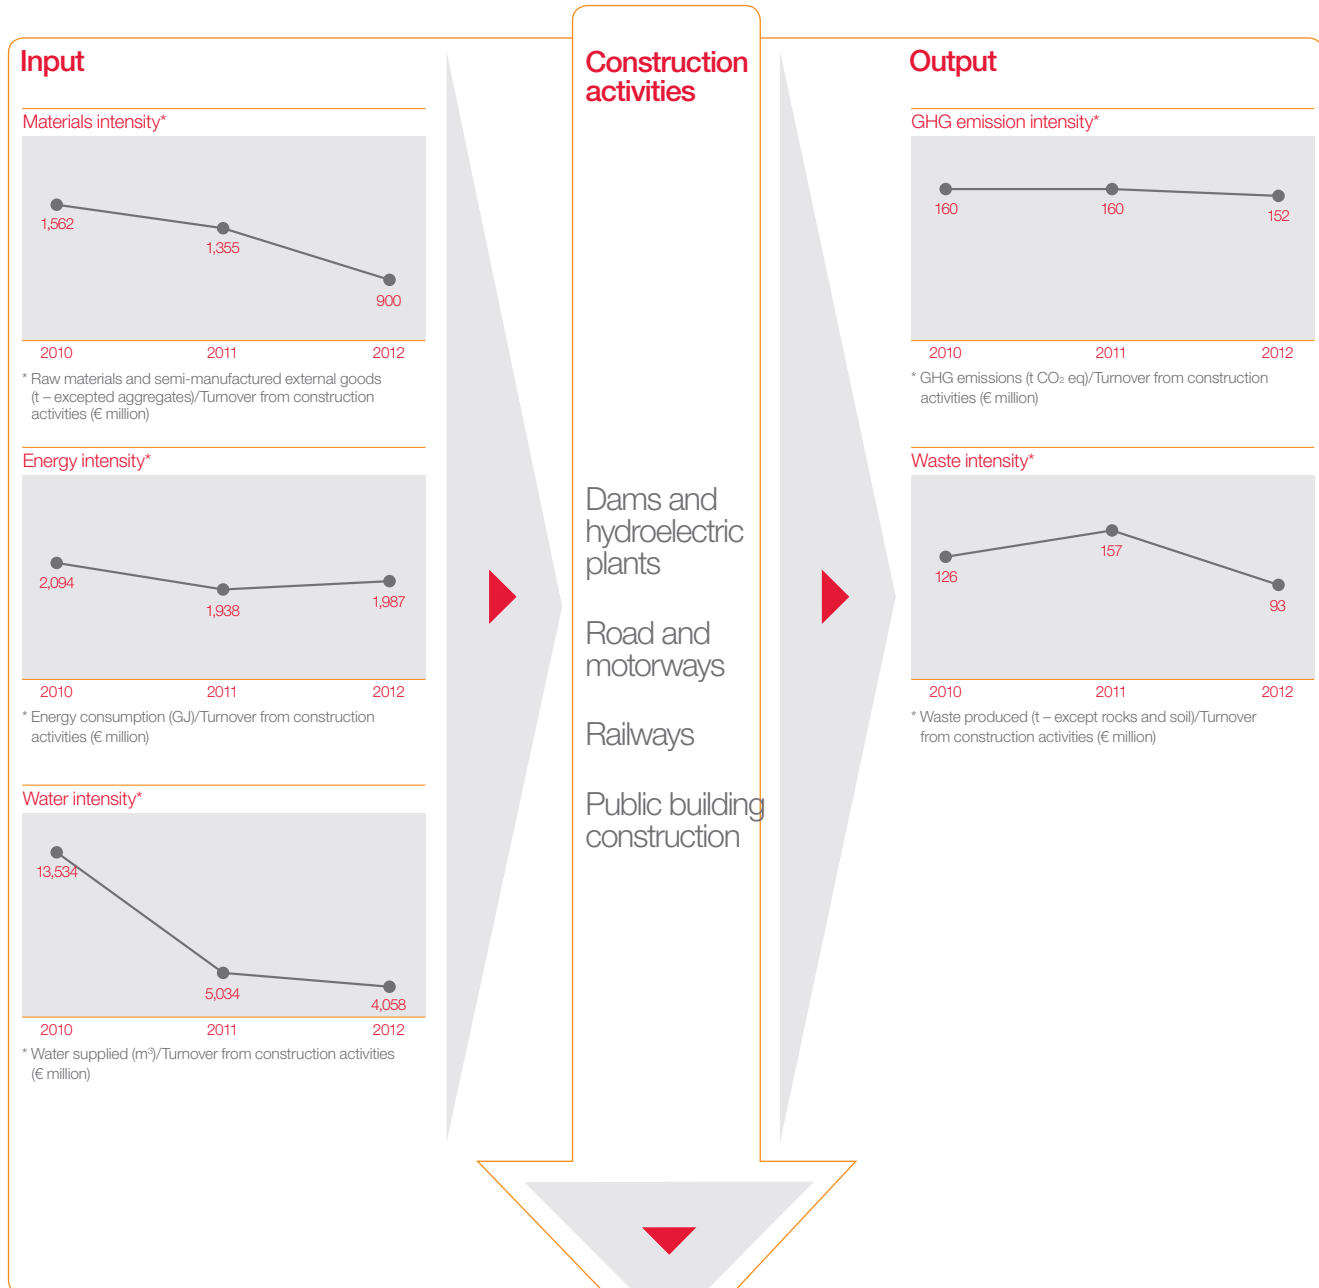 Input
Materials intensity*
1,562
1,355
900
2010 2011 2012
* Raw materials and semi-manufactured external goods
(t – excepted aggregates)/Turnover from construction
activities (€ million)
Energy intensity*
2,094
1,938
1,987
2010 2011 2012
* Energy consumption (GJ)/Turnover from construction
activities (€ million)
Water intensity*
13,534
5,034
4,058
2010 2011 2012
* Water supplied (m³)/Turnover from construction activities
(€ million)
Construction
activities
Dams and
hydroelectric
plants
Road and
motorways
Railways
Public building
construction
Output
GHG emission intensity*
160
160
152
2010 2011 2012
* GHG emissions (t CO₂ eq)/Turnover from construction
activities (€ million)
Waste intensity*
126
157
93
2010 2011 2012
* Waste produced (t – except rocks and soil)/Turnover
from construction activities (€ million)